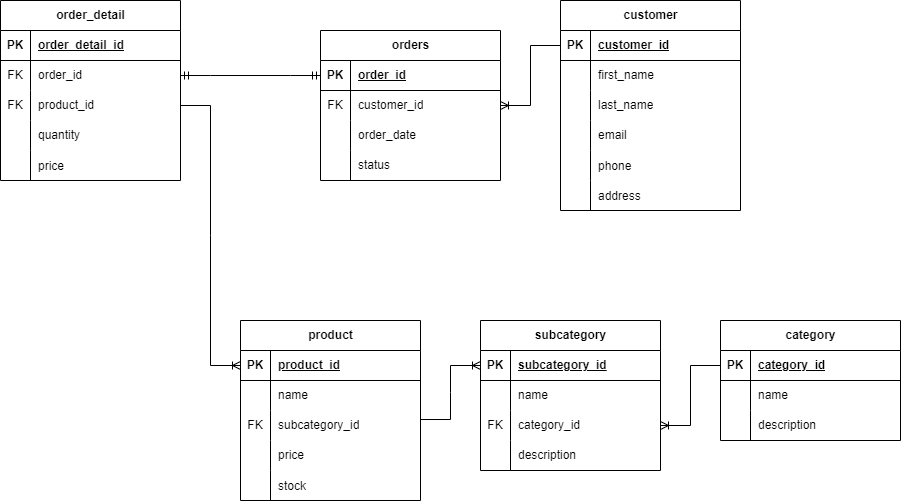 order_detail
PK order_detail_id
FK order_id
FK product_id
quantity
price
orders
PK order_id
FK customer_id
order_date
status
customer
PK customer_id
first_name
last_name
email
phone
address
product
PK product_id
name
FK subcategory_id
price
stock
subcategory
PK subcategory_id
name
FK category_id
description
category
PK category_id
name
description